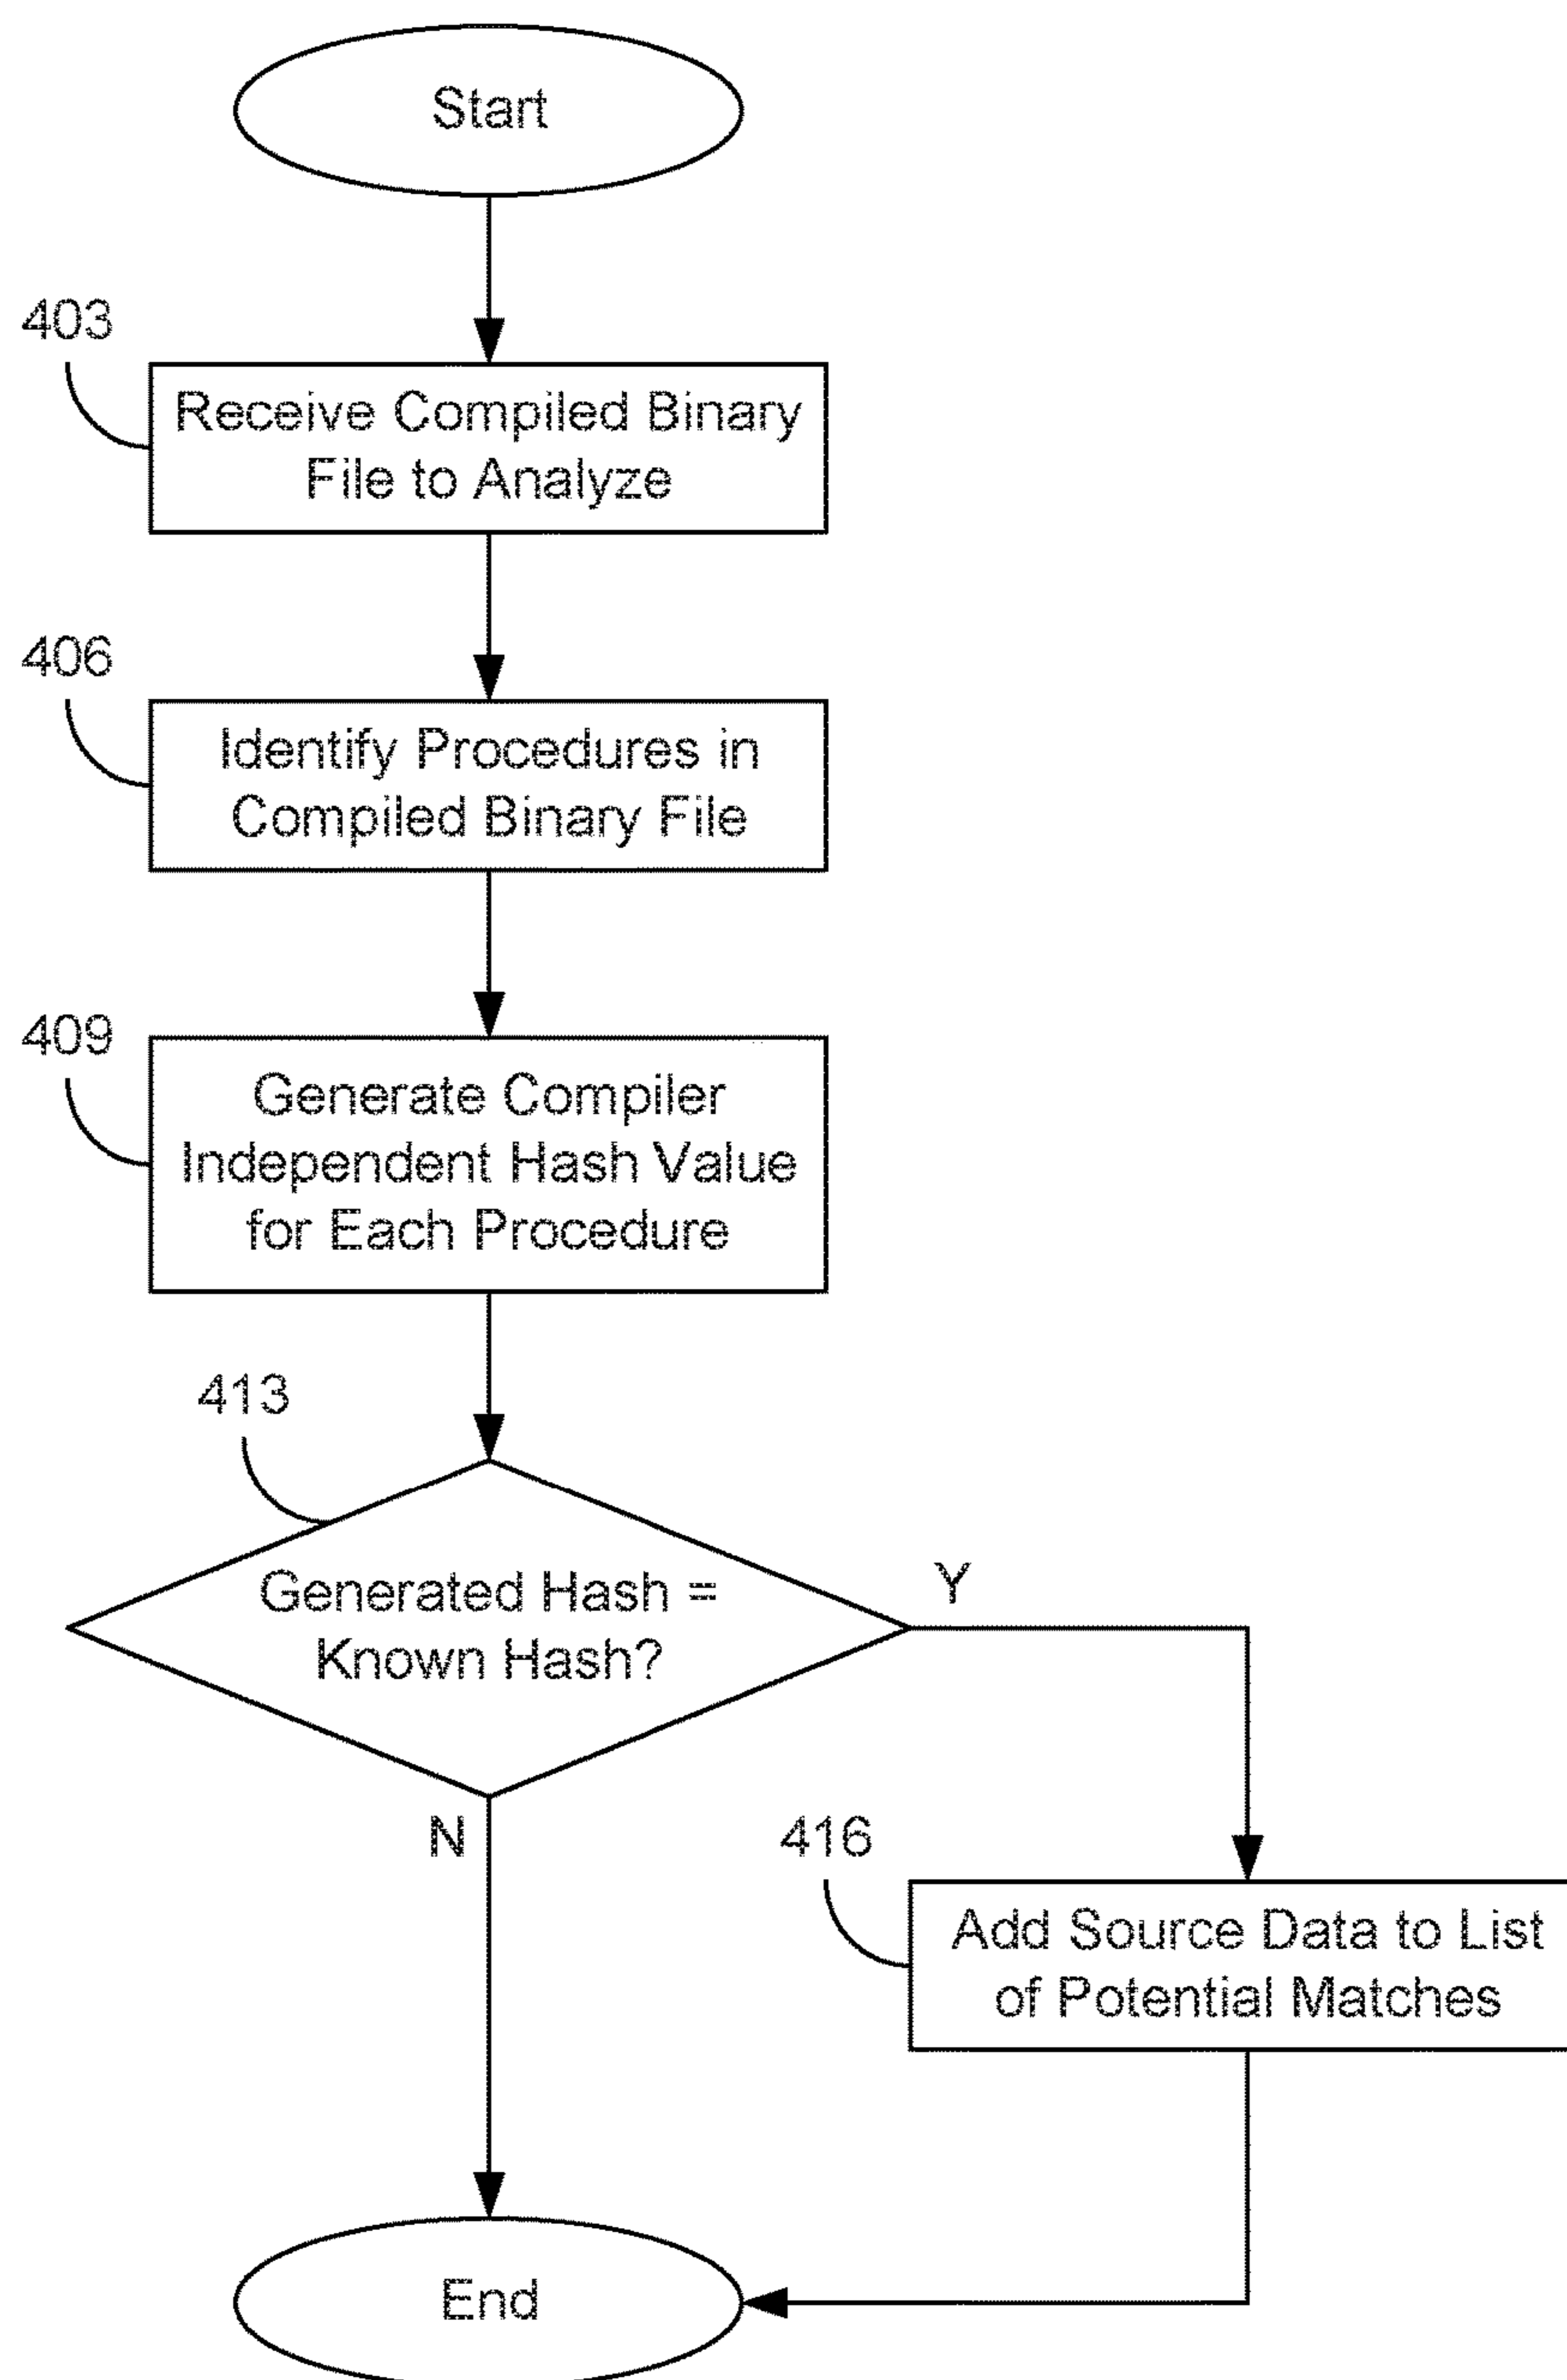 Start
403
Receive Compiled Binary
File to Analyze
406
Identify Procedures in
Compiled Binary File
409
Generate Compiler
Independent Hash Value
for Each Procedure
413
Generated Hash =
Known Hash?
Y
N
416
Add Source Data to List
of Potential Matches
End